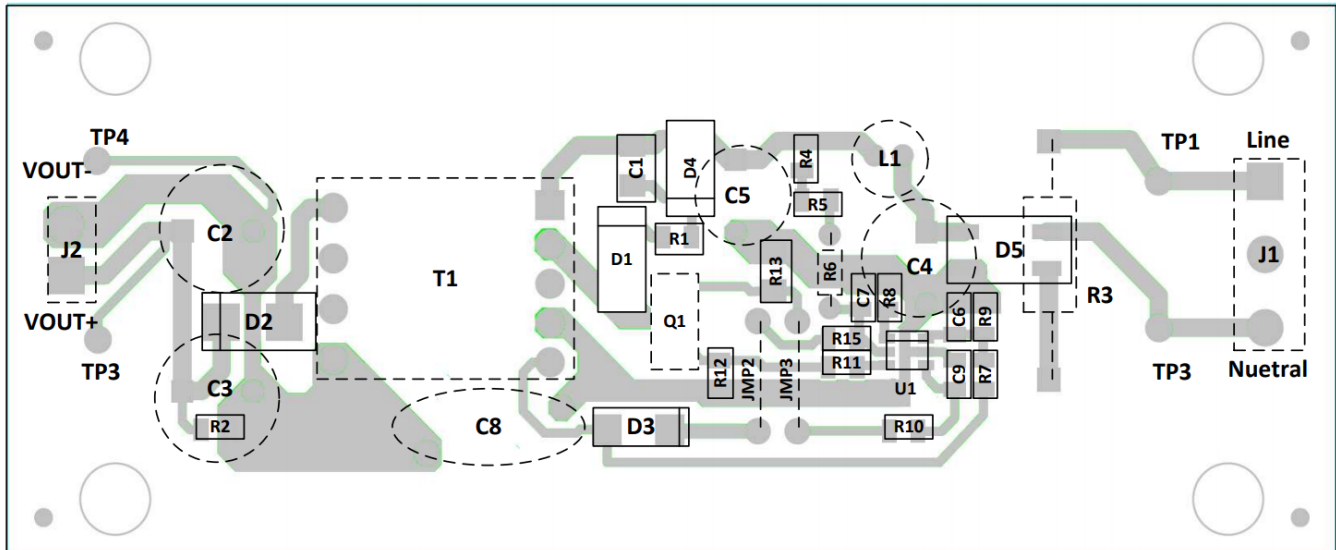 TP4
VOUT-
J2
VOUT+
TP3
C2
D2
C3
R2
T1
C8
C1
D4
R4
L1
C5
R5
R1
D1
R13
R6
C4
D5
R3
Q1
C7
R8
C6
R9
R15
R11
R12
JMP2
JMP3
U1
C9
R7
D3
R10
TP1
Line
J1
TP3
Nuetral